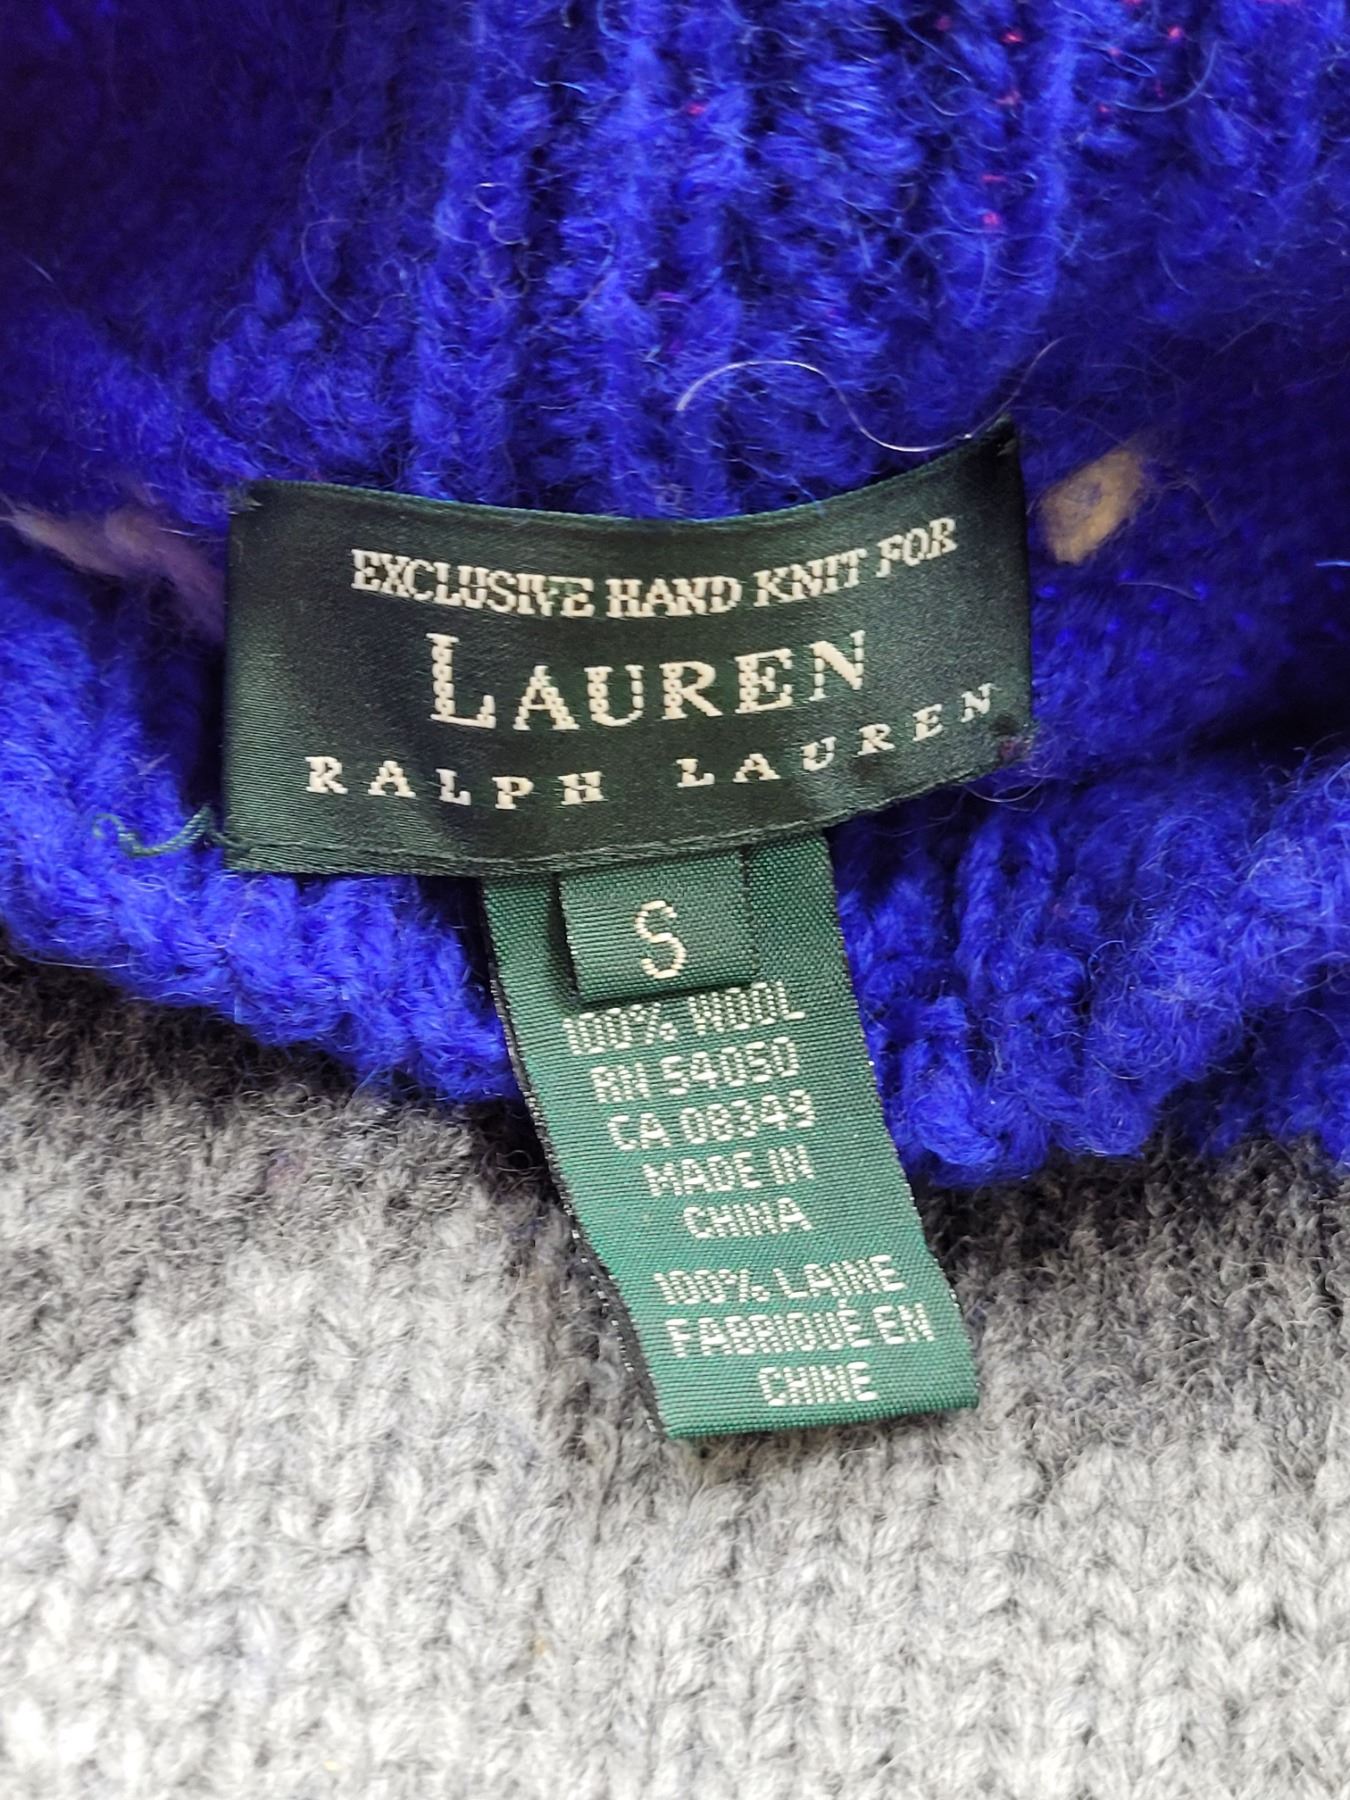 EXCLUSIVE HAND KNIT FOR
LAUREN
RALPH LAUREN
S
100% WOOL
RN 54050
CA 08349
MADE IN
CHINA
100% LAINE
FABRIQUÉ EN
CHINE